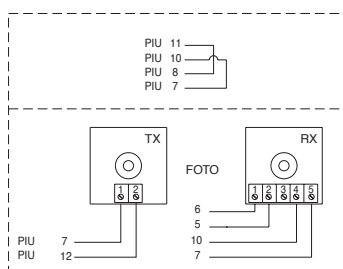 PIU 11
PIU 10
PIU 8
PIU 7
TX
RX
FOTO
1 2
1 2 3 4 5
6
5
PIU 7
10
PIU 12
7